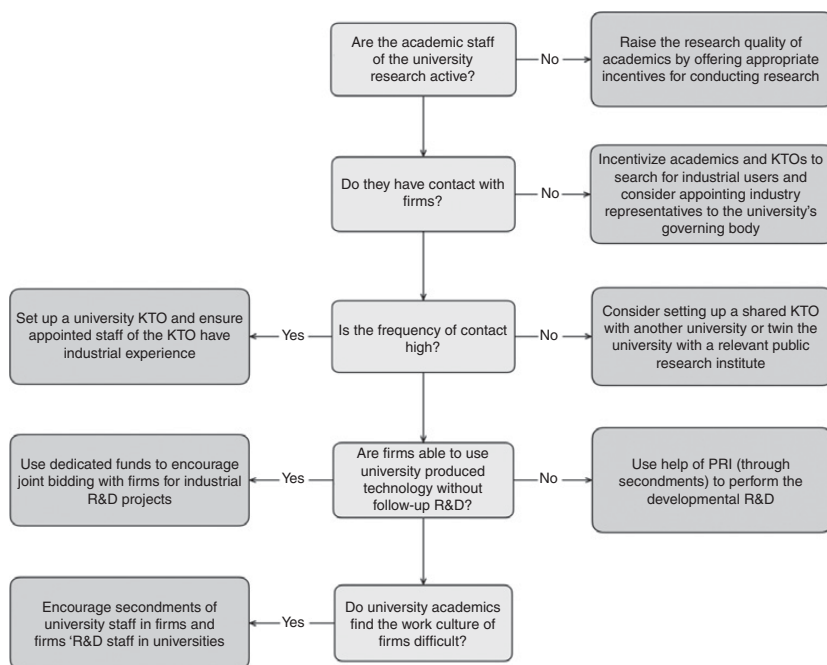 Are the academic staff
of the university
research active?
No
Raise the research quality of
academics by offering appropriate
incentives for conducting research
Do they have contact with
firms?
No
Incentivize academics and KTOs to
search for industrial users and
consider appointing industry
representatives to the university's
governing body
Set up a university KTO and ensure
appointed staff of the KTO have
industrial experience
Yes
Is the frequency of contact
high?
No
Consider setting up a shared KTO
with another university or twin the
university with a relevant public
research institute
Use dedicated funds to encourage
joint bidding with firms for industrial
R&D projects
Yes
Are firms able to use
university produced
technology without
follow-up R&D?
No
Use help of PRI (through
secondments) to perform the
developmental R&D
Encourage secondments of
university staff in firms and
firms ‘R&D staff in universities
Yes
Do university academics
find the work culture of
firms difficult?